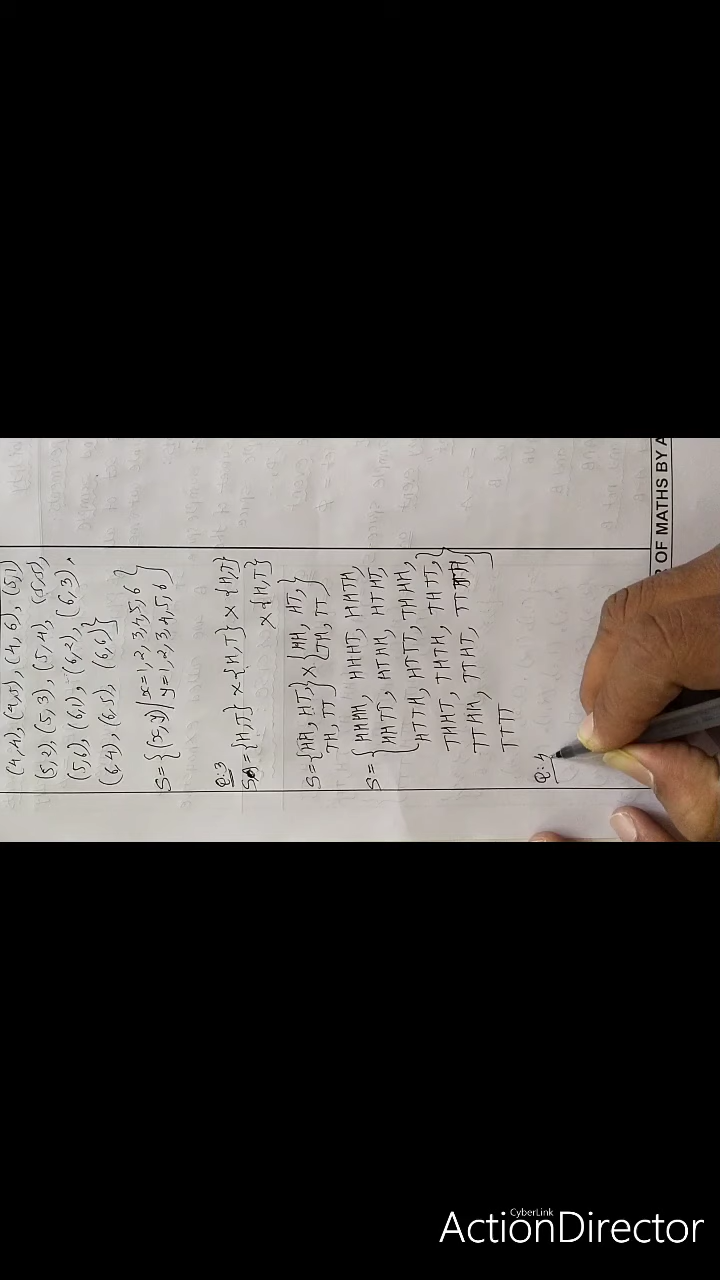 (4,4), (4,5), (4,6), (5,1)
(5,2), (5,3), (5,4), (5,5),
(5,6), (6,1), (6,2), (6,3),
(6,4), (6,5), (6,6)}
S={(x,y)/x=1,2,3,4,5,6
y=1,2,3,4,5,6}
Q:3
S={H,T} x {H,T} x {H,T}
x {H,T}
S={HH, HT,} x {HH, HT,}
TH, TT TH, TT
S={HHHH, HHHT, HHTH,
HHTT, HTHH, HTHT,
HTTH, HTTT, THHH,
THHT, THTH, THTT,}
TTHH, TTHT, TTTH,
TTTT
Q:4
OF MATHS BY A
CyberLink
ActionDirector